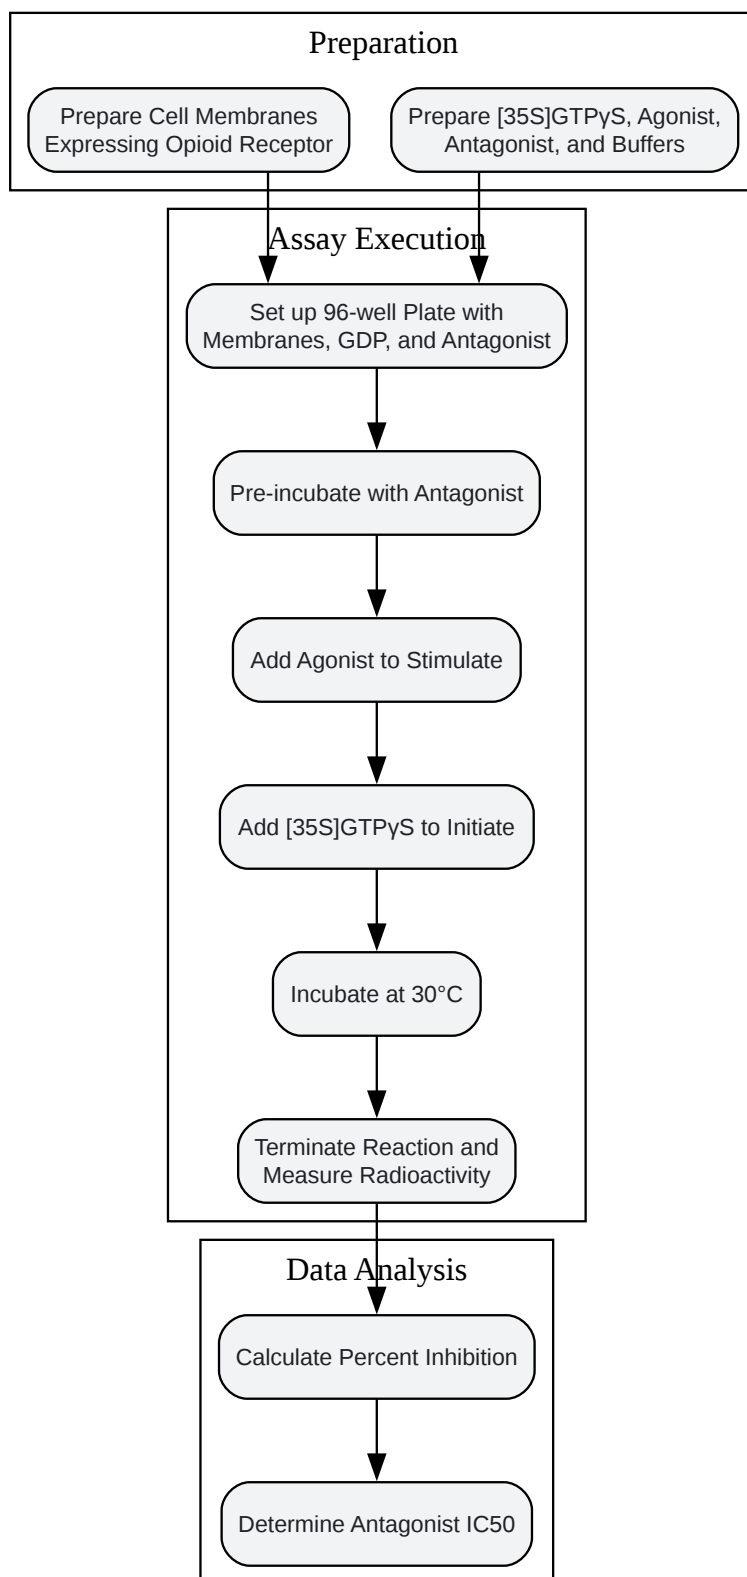 Preparation
Prepare Cell Membranes
Expressing Opioid Receptor
Prepare [35S]GTPγS, Agonist,
Antagonist, and Buffers
Assay Execution
Set up 96-well Plate with
Membranes, GDP, and Antagonist
Pre-incubate with Antagonist
Add Agonist to Stimulate
Add [35S]GTPγS to Initiate
Incubate at 30°C
Terminate Reaction and
Measure Radioactivity
Data Analysis
Calculate Percent Inhibition
Determine Antagonist IC50